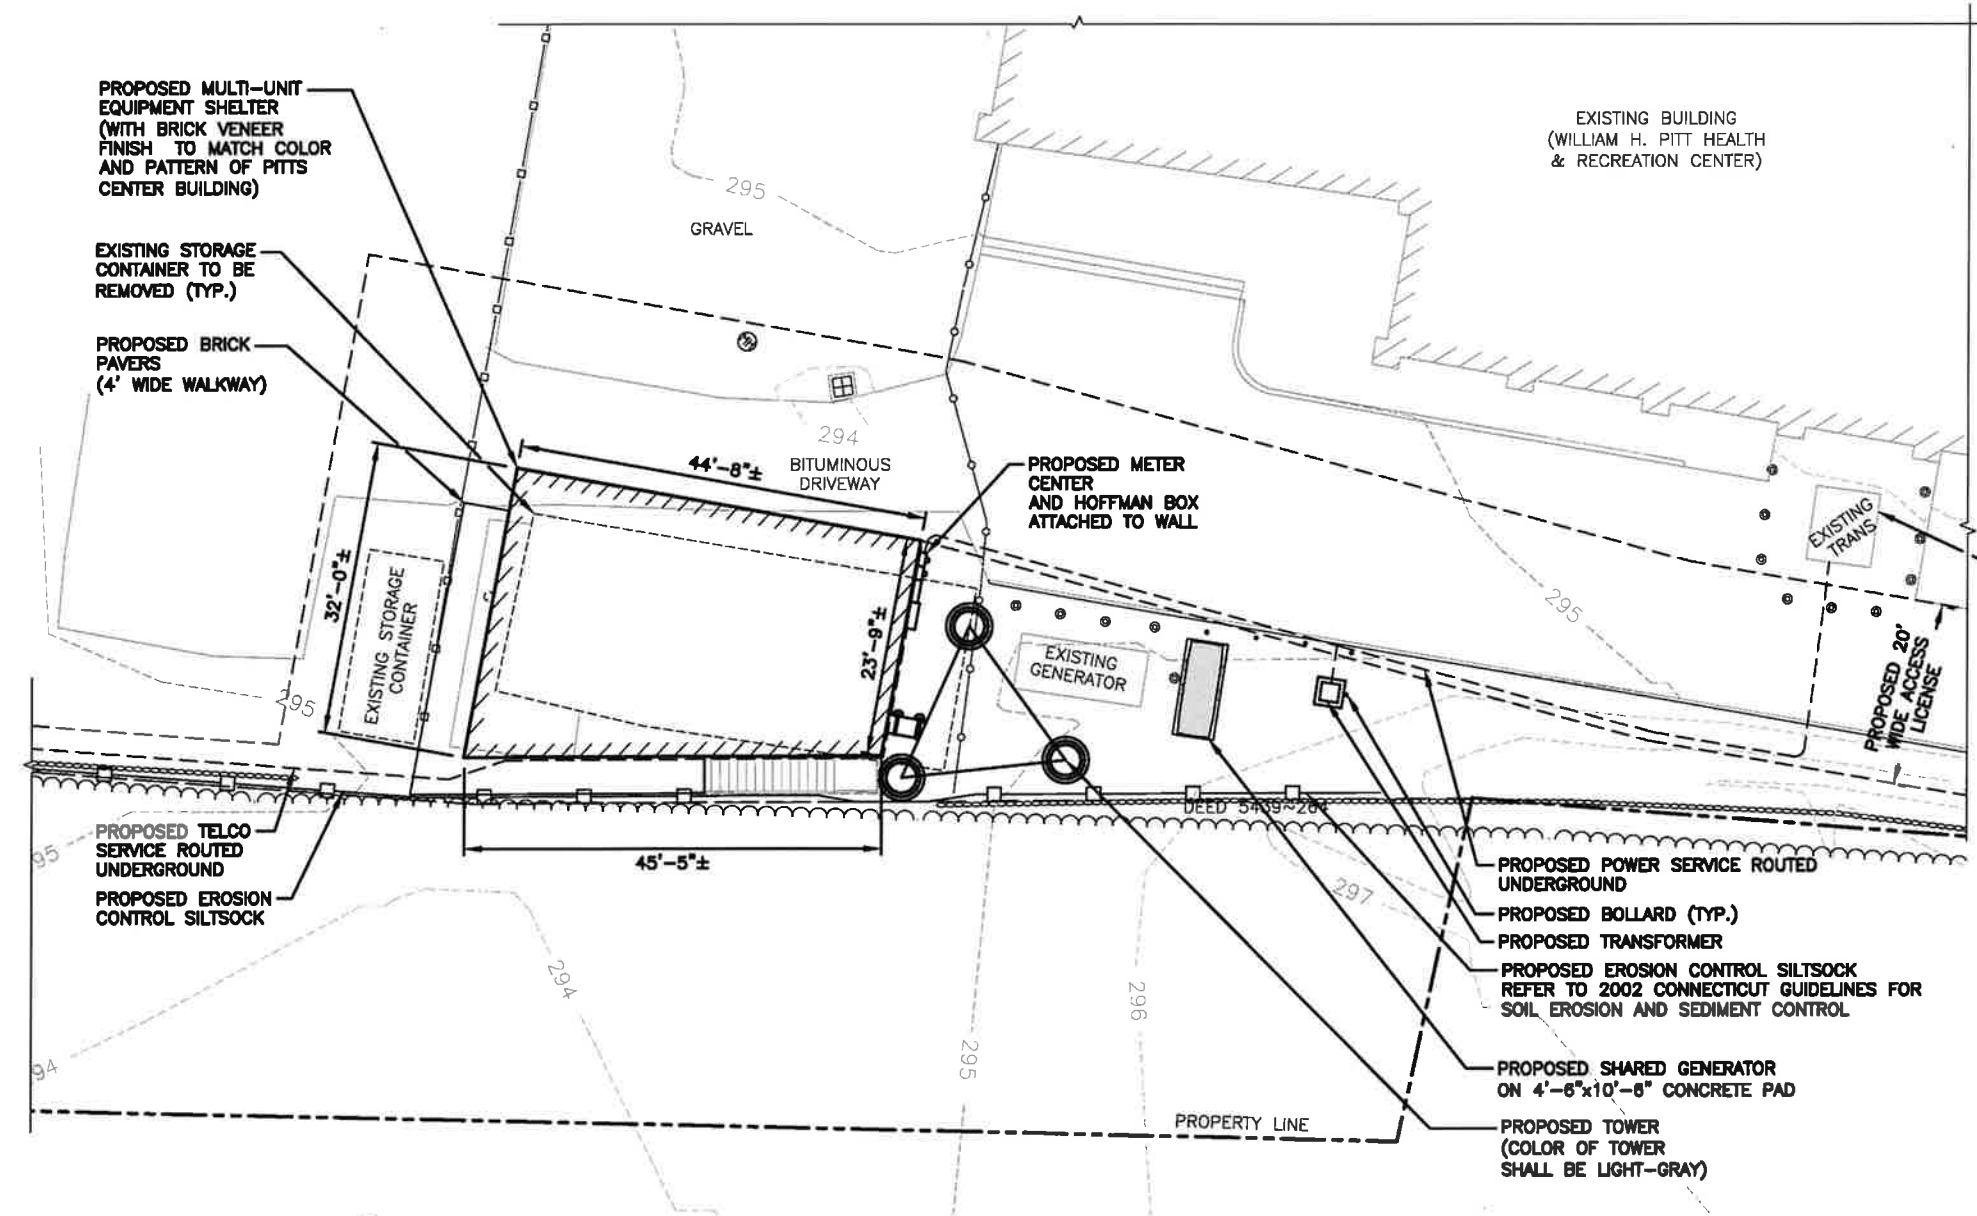 PROPOSED MULTI-UNIT
EQUIPMENT SHELTER
(WITH BRICK VENEER
FINISH TO MATCH COLOR
AND PATTERN OF PITTS
CENTER BUILDING)
EXISTING STORAGE
CONTAINER TO BE
REMOVED (TYP.)
PROPOSED BRICK
PAVERS
(4' WIDE WALKWAY)
EXISTING BUILDING
(WILLIAM H. PITT HEALTH
& RECREATION CENTER)
295
GRAVEL
294
BITUMINOUS
DRIVEWAY
44'-8"±
PROPOSED METER
CENTER
AND HOFFMAN BOX
ATTACHED TO WALL
EXISTING
TRANS
32'-0"±
EXISTING STORAGE
CONTAINER
23'-9"±
EXISTING
GENERATOR
295
PROPOSED 20'
WIDE ACCESS
LICENSE
295
DEED 5439~264
PROPOSED TELCO
SERVICE ROUTED
UNDERGROUND
PROPOSED EROSION
CONTROL SILTSOCK
95
45'-5"±
297
PROPOSED POWER SERVICE ROUTED
UNDERGROUND
PROPOSED BOLLARD (TYP.)
PROPOSED TRANSFORMER
PROPOSED EROSION CONTROL SILTSOCK
REFER TO 2002 CONNECTICUT GUIDELINES FOR
SOIL EROSION AND SEDIMENT CONTROL
294
296
295
94
PROPOSED SHARED GENERATOR
ON 4'-6"x10'-6" CONCRETE PAD
PROPERTY LINE
PROPOSED TOWER
(COLOR OF TOWER
SHALL BE LIGHT-GRAY)